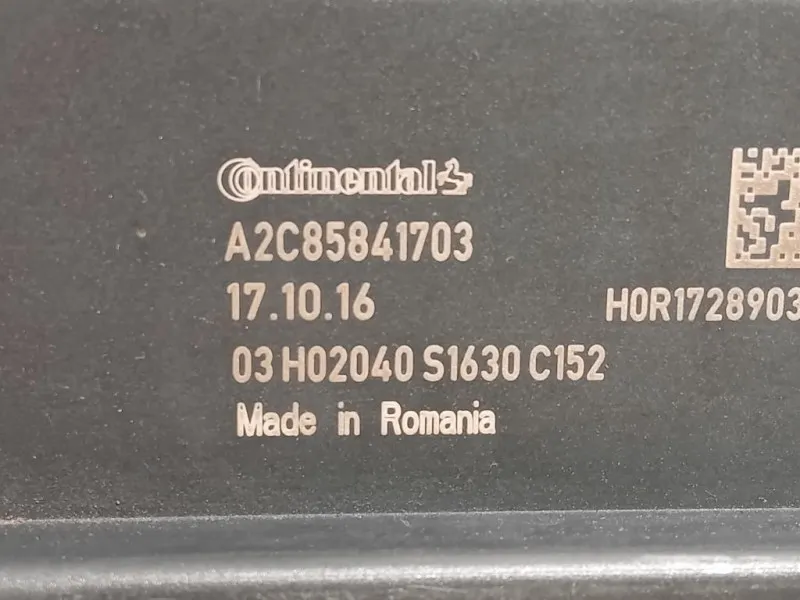 Continental
A2C85841703
17.10.16
H0R1728903
03 H02040 S1630 C152
Made in Romania